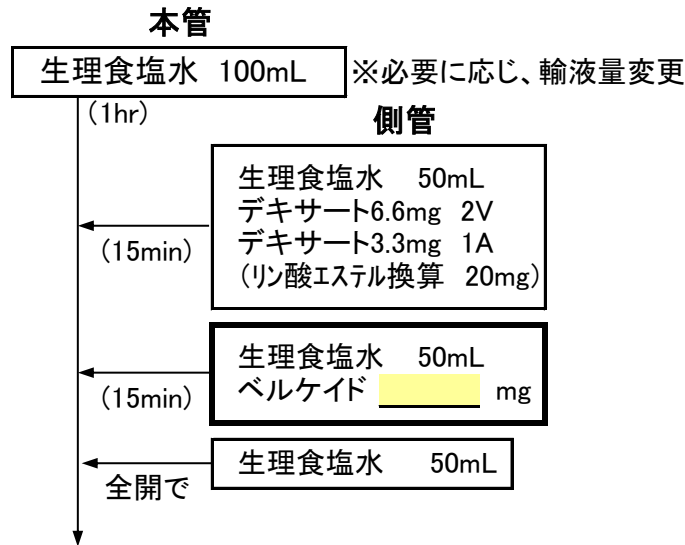 本管
生理食塩水 100mL ※必要に応じ、輸液量変更
(1hr)
側管
生理食塩水 50mL
デキサート6.6mg 2V
デキサート3.3mg 1A
(リン酸エステル換算 20mg)
(15min)
生理食塩水 50mL
ベルケイド mg
(15min)
生理食塩水 50mL
全開で